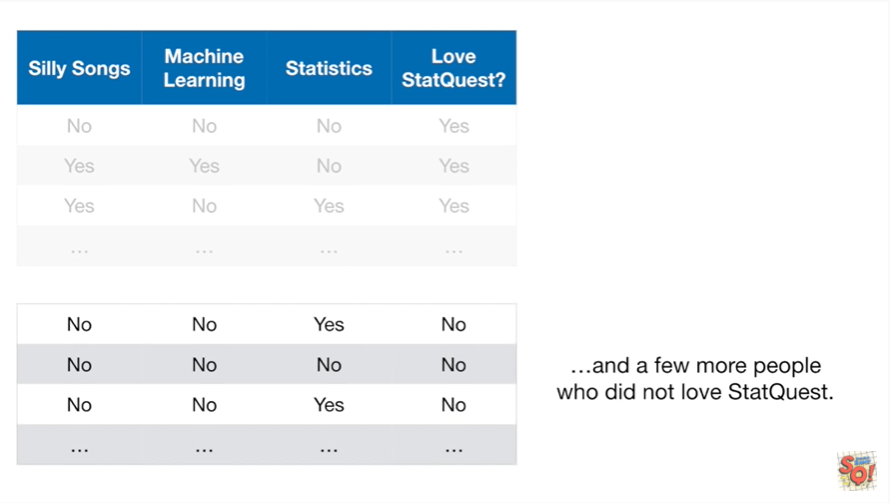 Silly Songs Machine Learning Statistics Love StatQuest?
No No No Yes
Yes Yes No Yes
Yes No Yes Yes
… … … …
No No Yes No
No No No No
No No Yes No
… … … …
…and a few more people
who did not love StatQuest.
SQ!